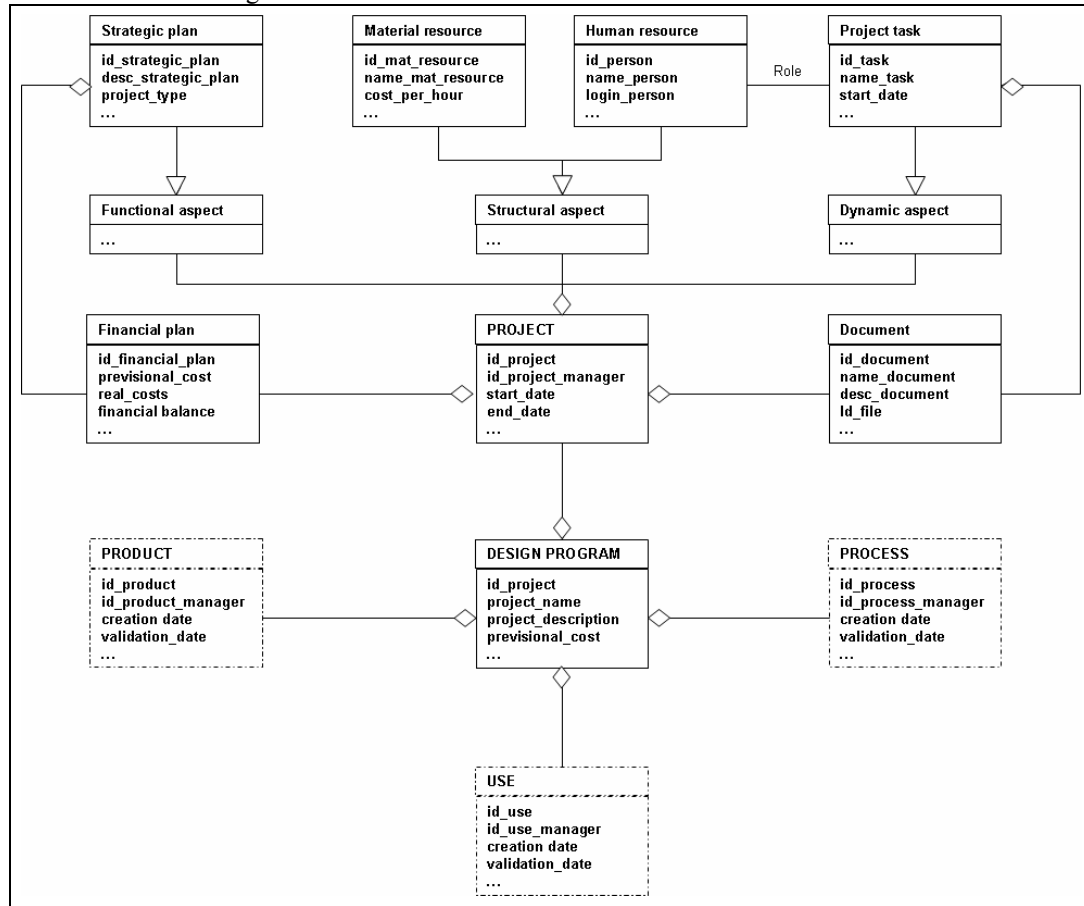 Strategic plan
id_strategic_plan
desc_strategic_plan
project_type
...
Material resource
id_mat_resource
name_mat_resource
cost_per_hour
...
Human resource
id_person
name_person
login_person
...
Role
Project task
id_task
name_task
start_date
...
Functional aspect
...
Structural aspect
...
Dynamic aspect
...
Financial plan
id_financial_plan
previsional_cost
real_costs
financial balance
...
PROJECT
id_project
id_project_manager
start_date
end_date
...
Document
id_document
name_document
desc_document
Id_file
...
PRODUCT
id_product
id_product_manager
creation date
validation_date
...
DESIGN PROGRAM
id_project
project_name
project_description
previsional_cost
...
PROCESS
id_process
id_process_manager
creation date
validation_date
...
USE
id_use
id_use_manager
creation date
validation_date
...